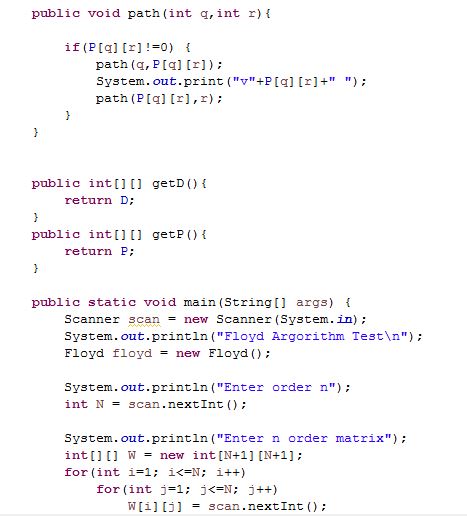 public void path(int q,int r){
if(P[q][r]!=0) {
path(q,P[q][r]);
System.out.print("v"+P[q][r]+" ");
path(P[q][r],r);
}
}
public int[][] getD(){
return D;
}
public int[][] getP(){
return P;
}
public static void main(String[] args) {
Scanner scan = new Scanner(System.in);
System.out.println("Floyd Argorithm Test\n");
Floyd floyd = new Floyd();
System.out.println("Enter order n");
int N = scan.nextInt();
System.out.println("Enter n order matrix");
int[][] W = new int[N+1][N+1];
for(int i=1; i<=N; i++)
for(int j=1; j<=N; j++)
W[i][j] = scan.nextInt();